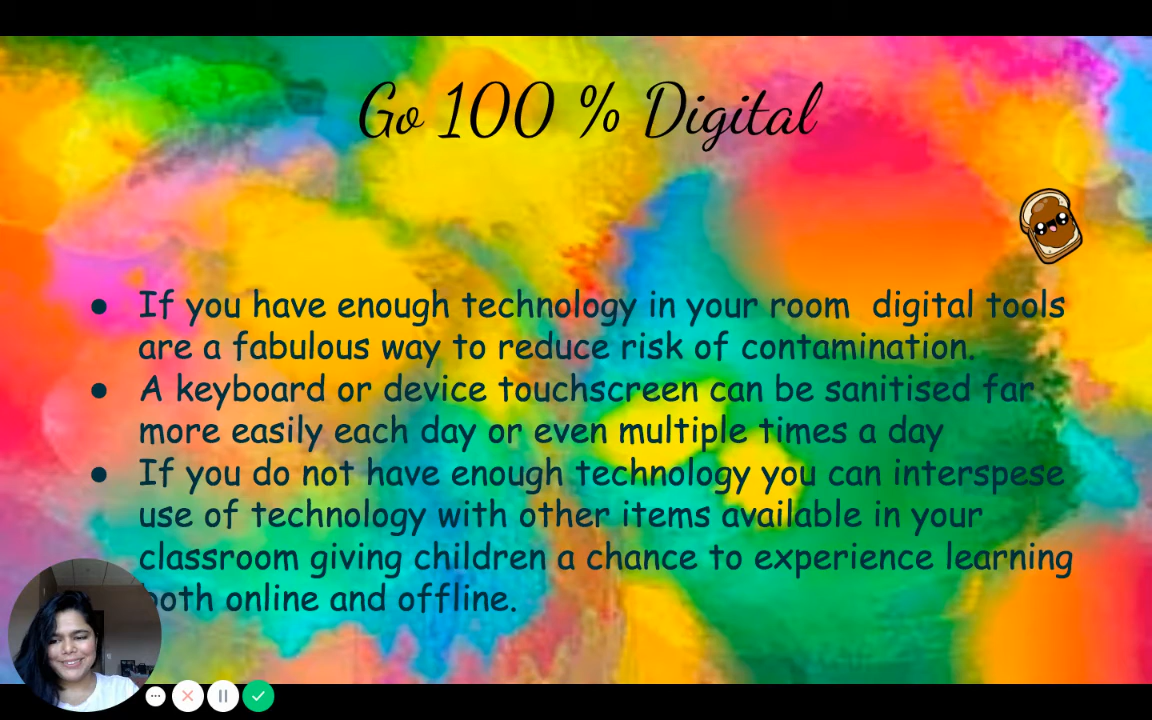 Go 100 % Digital
● If you have enough technology in your room digital tools
are a fabulous way to reduce risk of contamination.
● A keyboard or device touchscreen can be sanitised far
more easily each day or even multiple times a day
● If you do not have enough technology you can interspese
use of technology with other items available in your
classroom giving children a chance to experience learning
both online and offline.